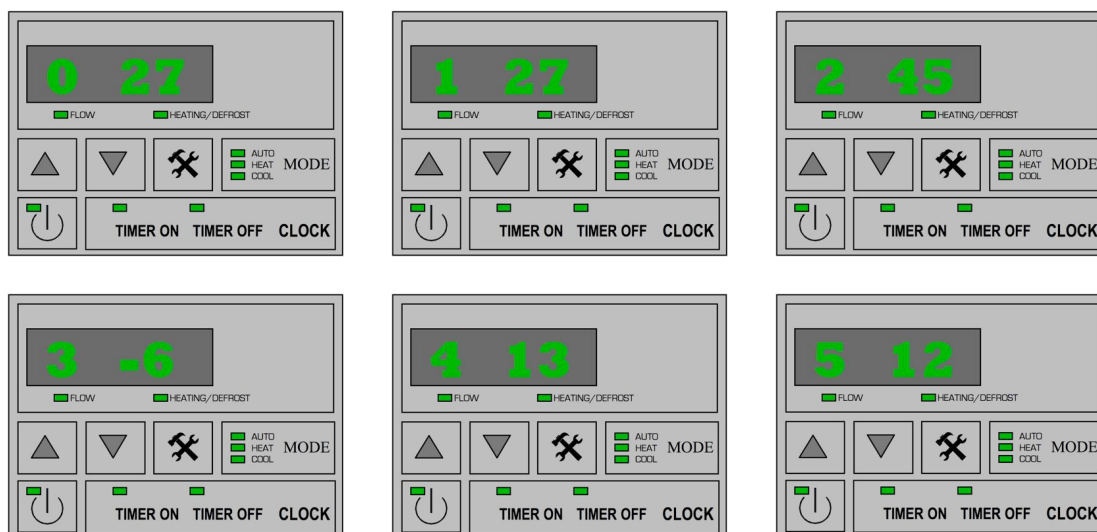 0 27
FLOW HEATING/DEFROST
AUTO
HEAT MODE
COOL
TIMER ON TIMER OFF CLOCK
1 27
FLOW HEATING/DEFROST
AUTO
HEAT MODE
COOL
TIMER ON TIMER OFF CLOCK
2 45
FLOW HEATING/DEFROST
AUTO
HEAT MODE
COOL
TIMER ON TIMER OFF CLOCK
3 -6
FLOW HEATING/DEFROST
AUTO
HEAT MODE
COOL
TIMER ON TIMER OFF CLOCK
4 13
FLOW HEATING/DEFROST
AUTO
HEAT MODE
COOL
TIMER ON TIMER OFF CLOCK
5 12
FLOW HEATING/DEFROST
AUTO
HEAT MODE
COOL
TIMER ON TIMER OFF CLOCK